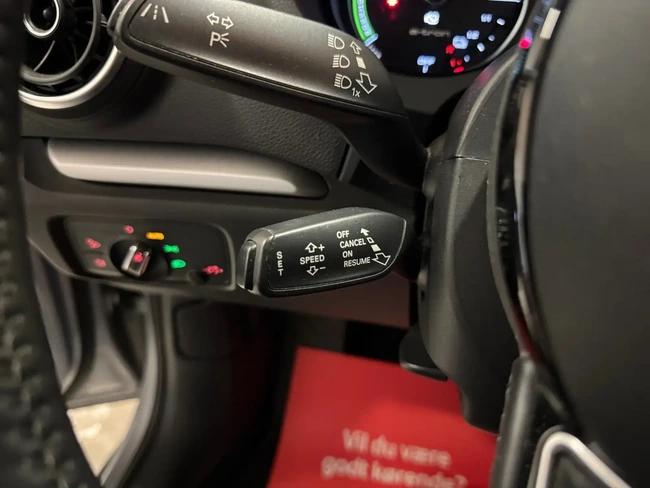 P
1x
e-tron
OFF
CANCEL
ON
RESUME
SPEED
+
-
SET
Vil du være
godt kørende?